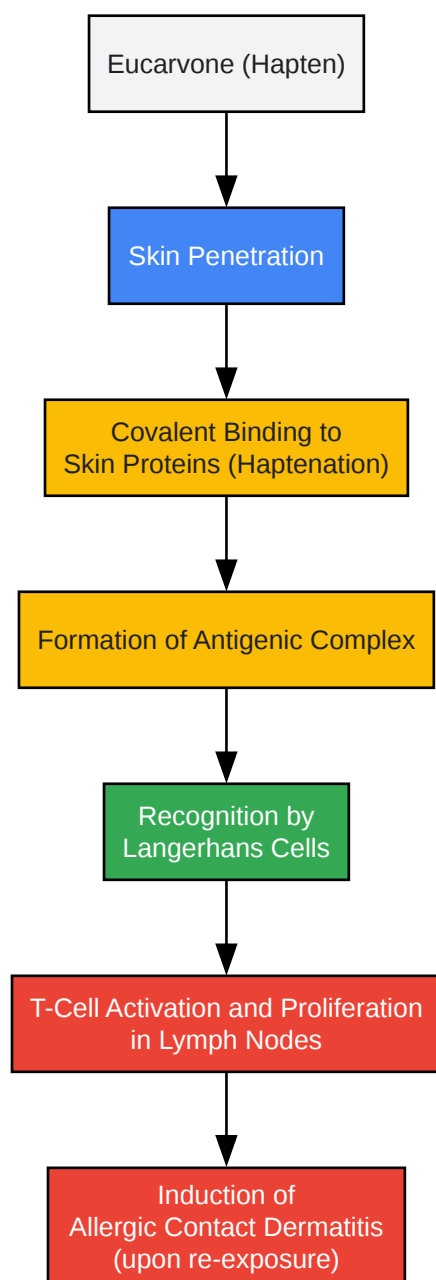 Eucarvone (Hapten)
Skin Penetration
Covalent Binding to
Skin Proteins (Haptenation)
Formation of Antigenic Complex
Recognition by
Langerhans Cells
T-Cell Activation and Proliferation
in Lymph Nodes
Induction of
Allergic Contact Dermatitis
(upon re-exposure)